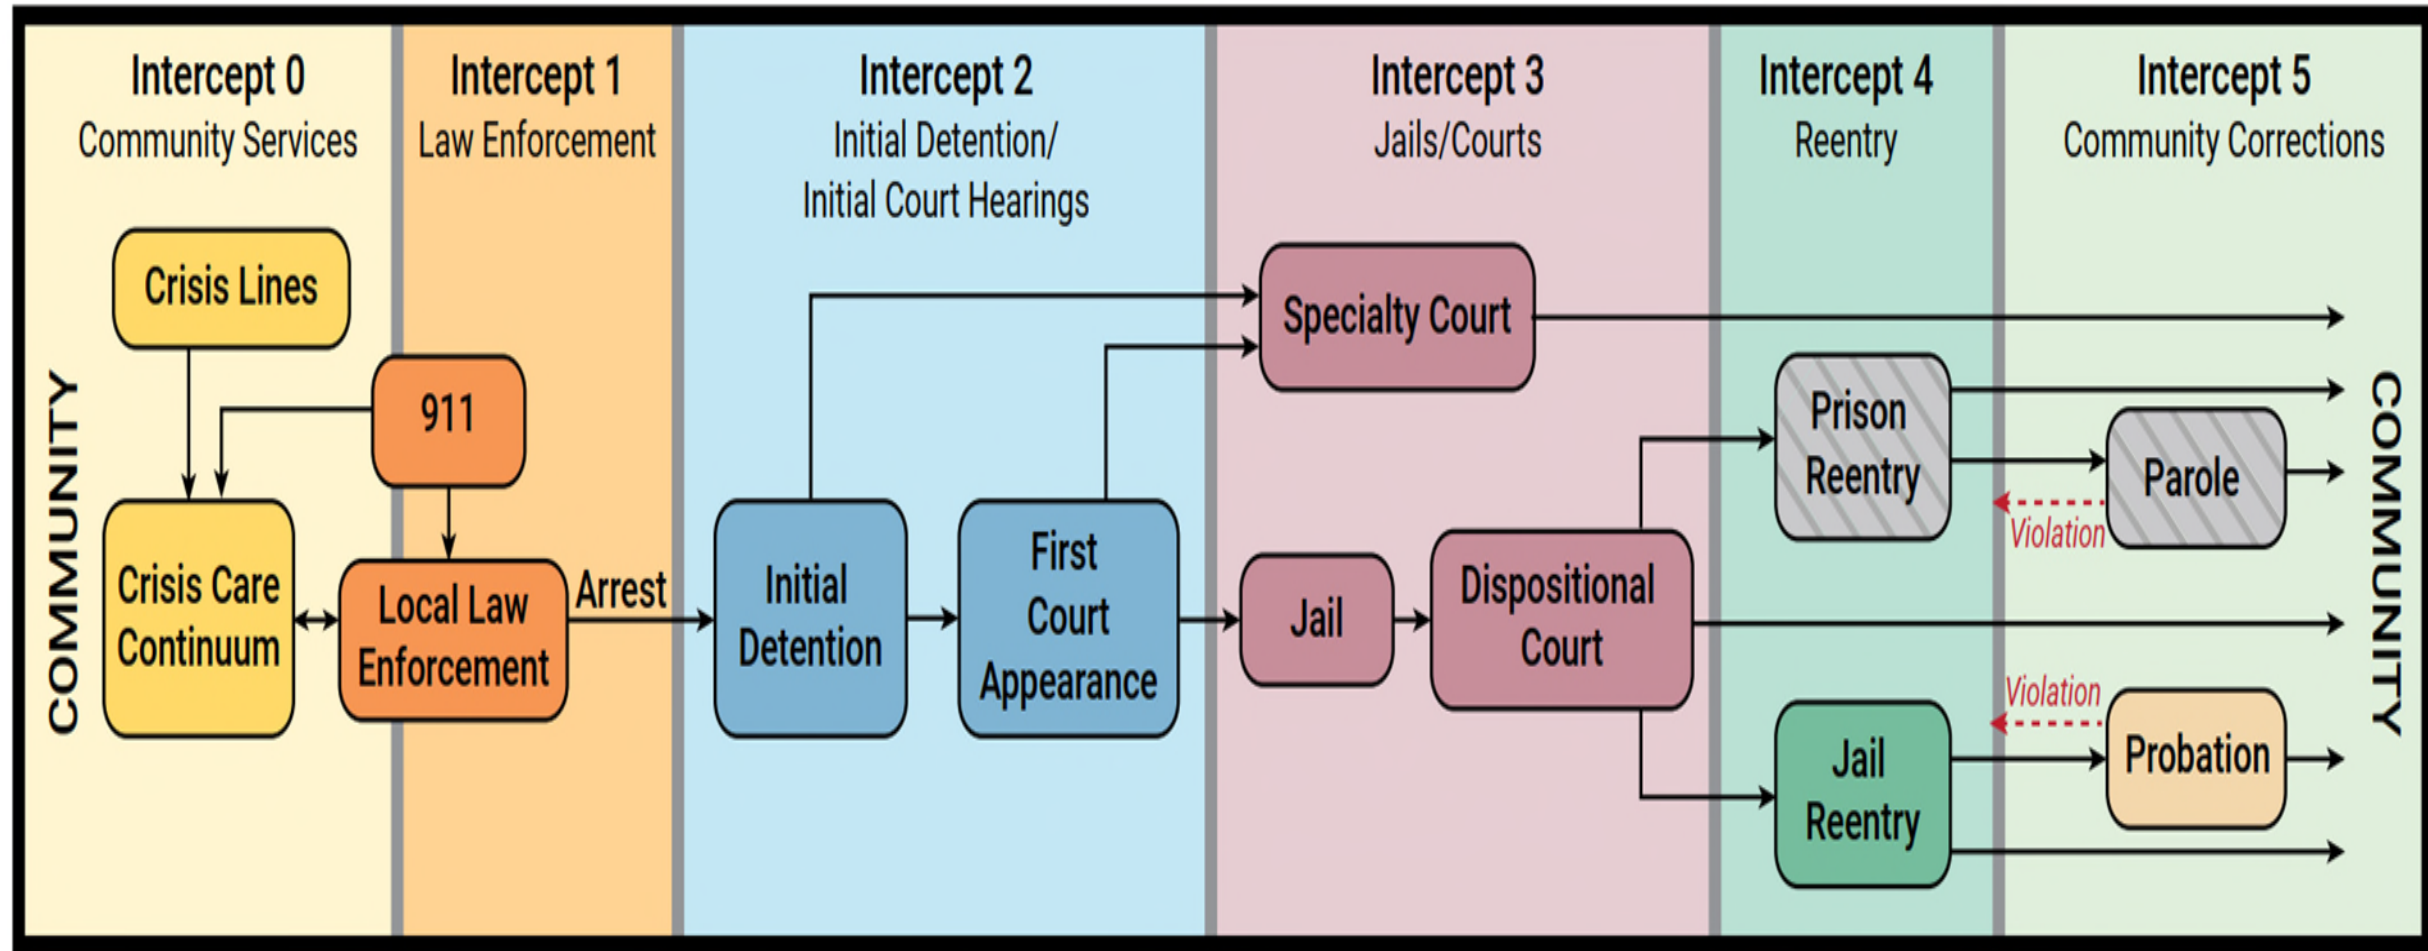 Intercept 0
Community Services
Intercept 1
Law Enforcement
Intercept 2
Initial Detention/
Initial Court Hearings
Intercept 3
Jails/Courts
Intercept 4
Reentry
Intercept 5
Community Corrections
COMMUNITY
Crisis Lines
911
Crisis Care
Continuum
Local Law
Enforcement
Arrest
Initial
Detention
First
Court
Appearance
Specialty Court
Jail
Dispositional
Court
Prison
Reentry
Parole
Violation
Jail
Reentry
Violation
Probation
COMMUNITY